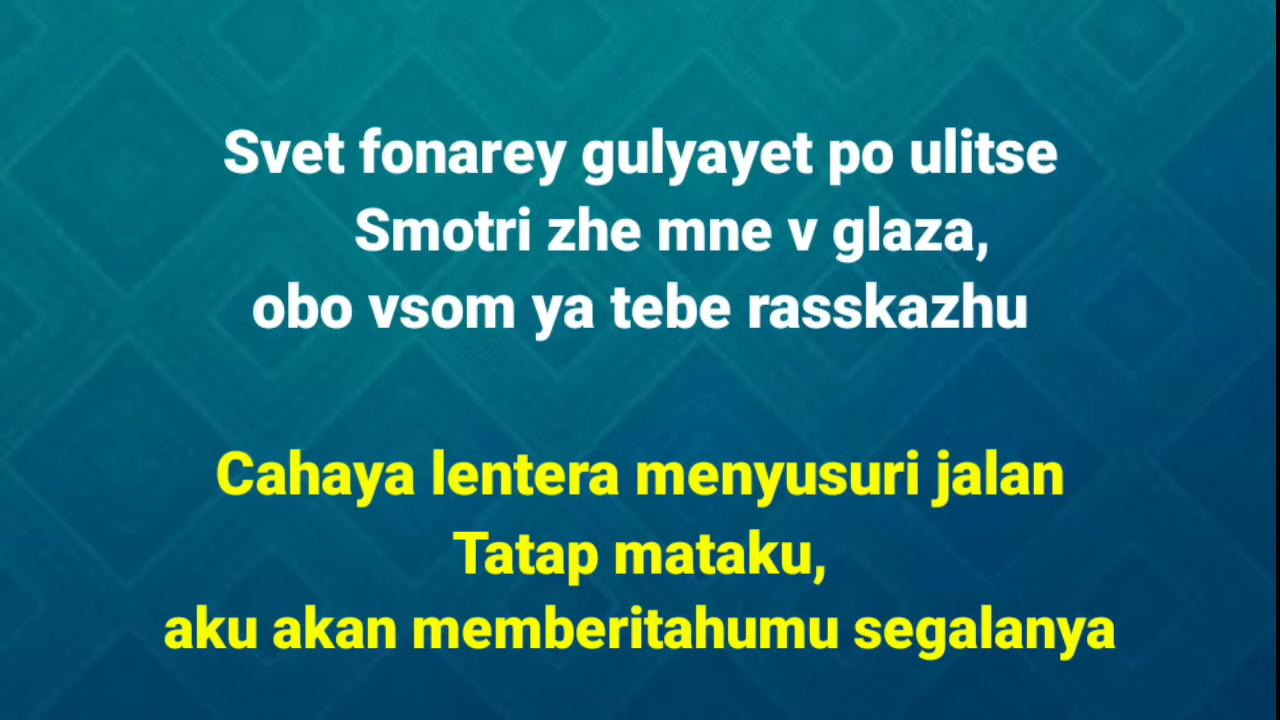 Svet fonarey gulyayet po ulitse
Smotri zhe mne v glaza,
obo vsom ya tebe rasskazhu
Cahaya lentera menyusuri jalan
Tatap mataku,
aku akan memberitahumu segalanya